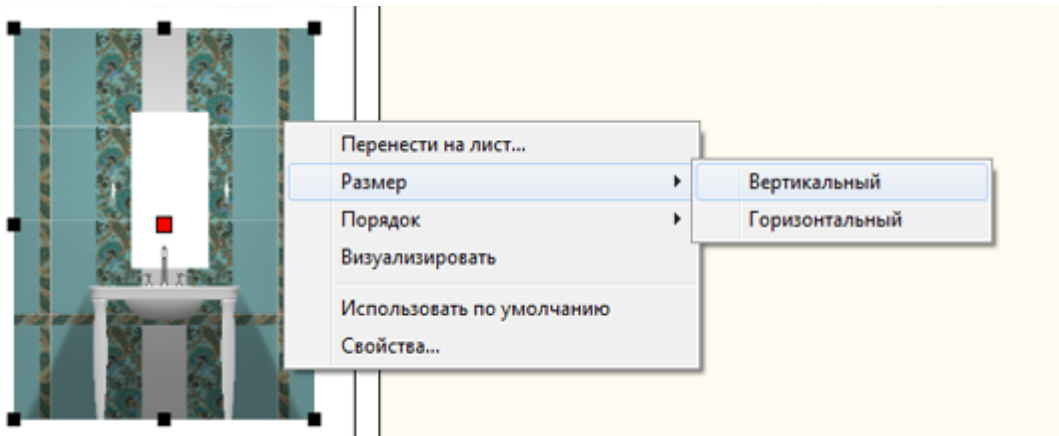 Перенести на лист...
Размер
Вертикальный
Порядок
Горизонтальный
Визуализировать
Использовать по умолчанию
Свойства...